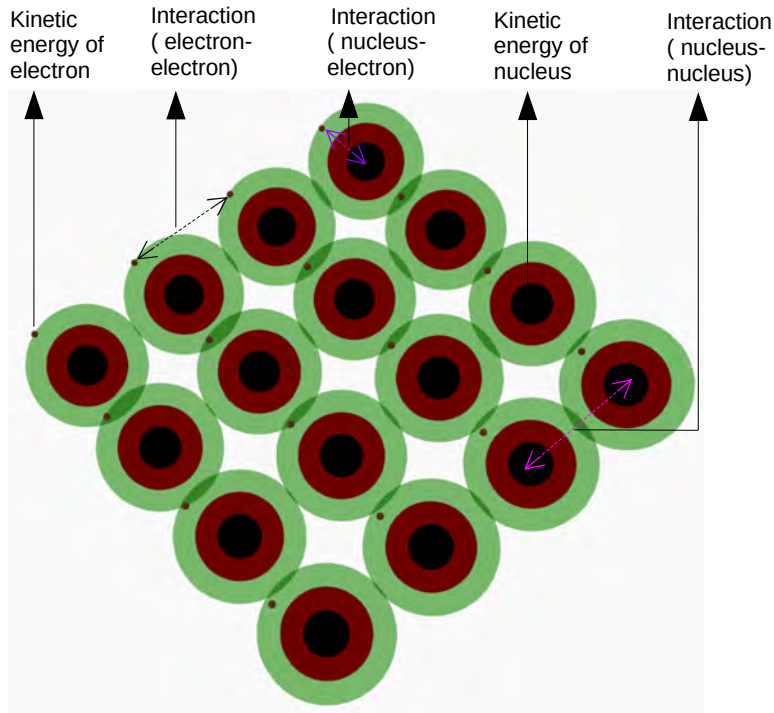 Kinetic
energy of
electron
Interaction
( electron-
electron)
Interaction
( nucleus-
electron)
Kinetic
energy of
nucleus
Interaction
( nucleus-
nucleus)